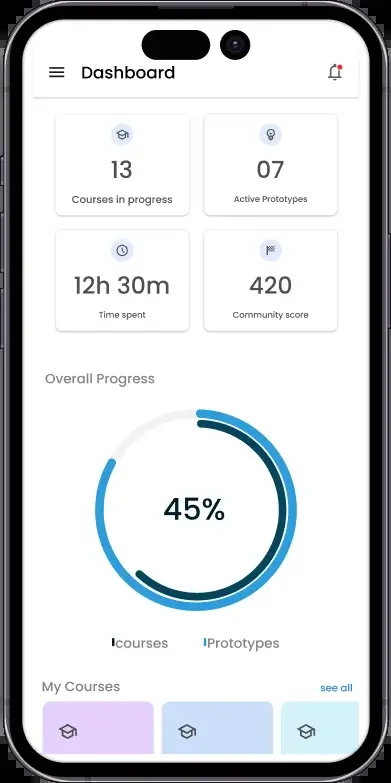 Dashboard
13
Courses in progress
07
Active Prototypes
12h 30m
Time spent
420
Community score
Overall Progress
45%
courses
Prototypes
My Courses
see all